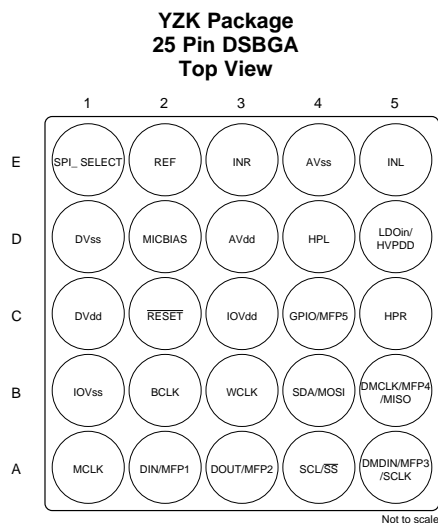 YZK Package
25 Pin DSBGA
Top View
1 2 3 4 5
E SPI_ SELECT REF INR AVss INL
D DVss MICBIAS AVdd HPL LDOin/
HVPDD
C DVdd RESET IOVdd GPIO/MFP5 HPR
B IOVss BCLK WCLK SDA/MOSI DMCLK/MFP4
/MISO
A MCLK DIN/MFP1 DOUT/MFP2 SCL/SS DMDIN/MFP3
/SCLK
Not to scale